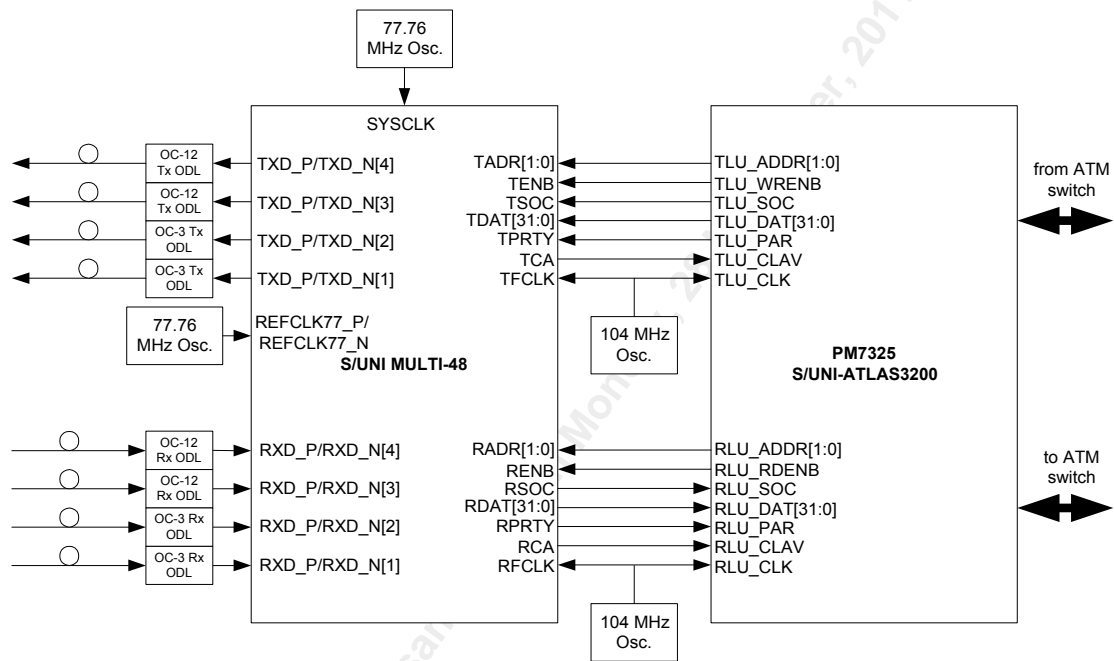 77.76
MHz Osc.
SYSCLK
OC-12
Tx ODL
TXD_P/TXD_N[4]
OC-12
Tx ODL
TXD_P/TXD_N[3]
OC-3 Tx
ODL
TXD_P/TXD_N[2]
OC-3 Tx
ODL
TXD_P/TXD_N[1]
77.76
MHz Osc.
REFCLK77_P/
REFCLK77_N
S/UNI MULTI-48
TADR[1:0]
TENB
TSOC
TDAT[31:0]
TPRTY
TCA
TFCLK
TLU_ADDR[1:0]
TLU_WRENB
TLU_SOC
TLU_DAT[31:0]
TLU_PAR
TLU_CLAV
TLU_CLK
from ATM
switch
104 MHz
Osc.
PM7325
S/UNI-ATLAS3200
OC-12
Rx ODL
RXD_P/RXD_N[4]
OC-12
Rx ODL
RXD_P/RXD_N[3]
OC-3 Rx
ODL
RXD_P/RXD_N[2]
OC-3 Rx
ODL
RXD_P/RXD_N[1]
RADR[1:0]
RENB
RSOC
RDAT[31:0]
RPRTY
RCA
RFCLK
RLU_ADDR[1:0]
RLU_RDENB
RLU_SOC
RLU_DAT[31:0]
RLU_PAR
RLU_CLAV
RLU_CLK
to ATM
switch
104 MHz
Osc.